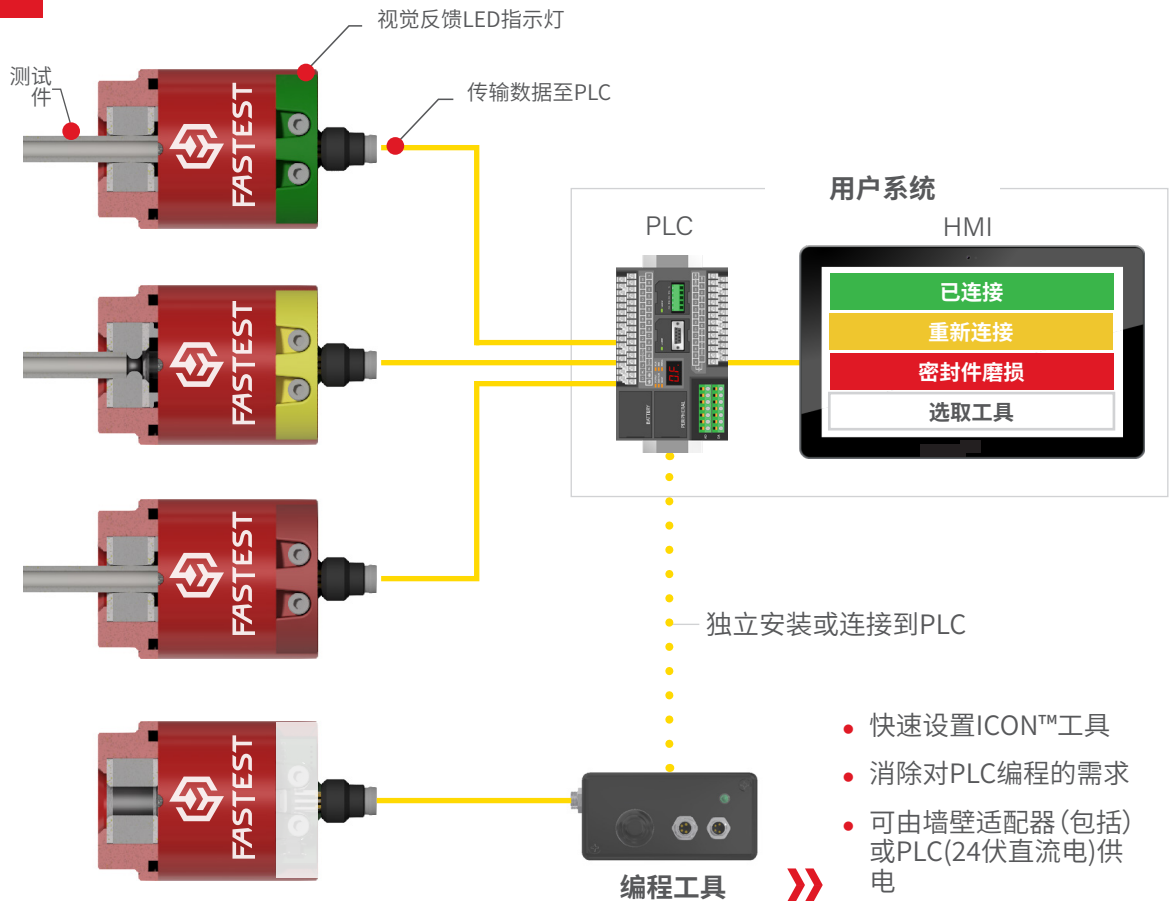 视觉反馈LED指示灯
测试
件
传输数据至PLC
FASTEST
用户系统
PLC
HMI
已连接
重新连接
密封件磨损
选取工具
FASTEST
BATTERY
PERIPHERAL
FASTEST
独立安装或连接到PLC
FASTEST
编程工具
快速设置ICON™工具
消除对PLC编程的需求
可由墙壁适配器（包括）
或PLC(24伏直流电)供
电